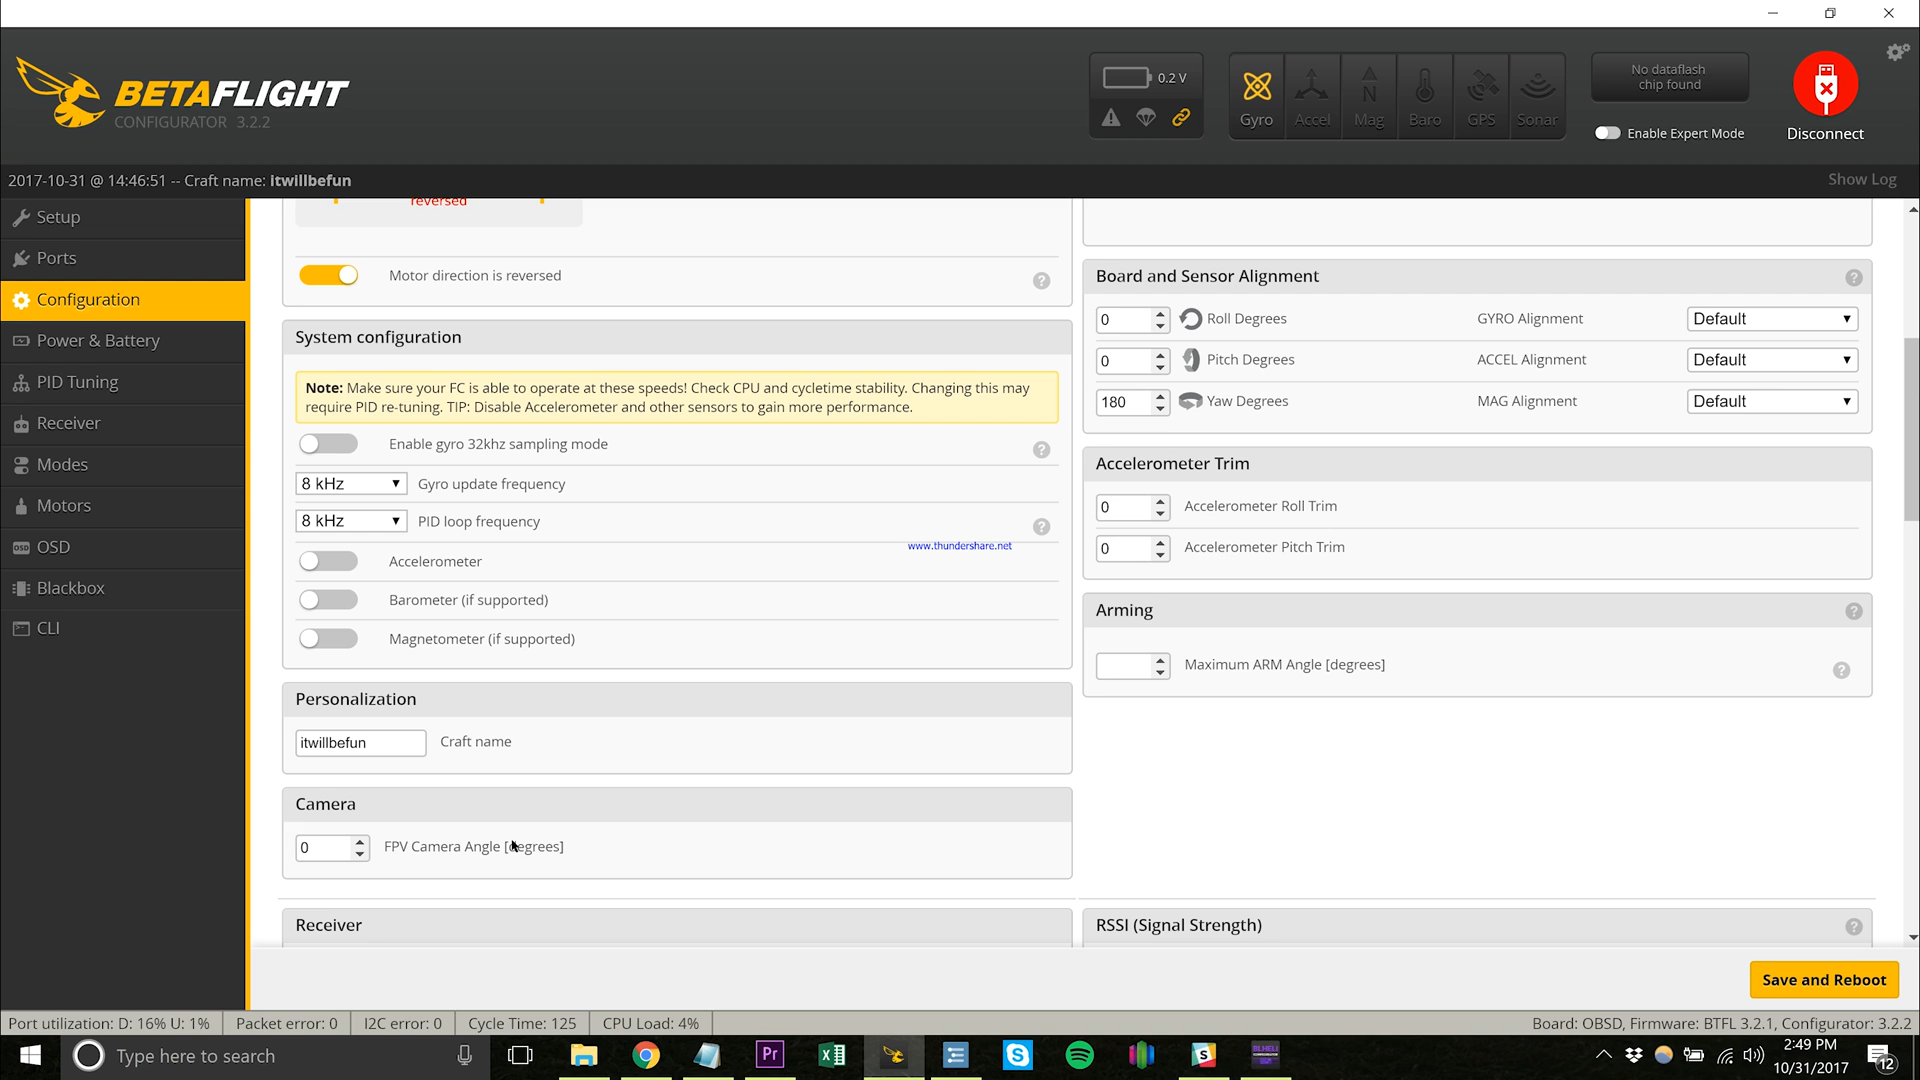 BETAFLIGHT
CONFIGURATOR 3.2.2
0.2 V
Gyro
Accel
Mag
Baro
GPS
Sonar
No dataflash
chip found
Enable Expert Mode
Disconnect
2017-10-31 @ 14:46:51 -- Craft name: itwillbefun
Show Log
Setup
Ports
Configuration
Power & Battery
PID Tuning
Receiver
Modes
Motors
OSD
Blackbox
CLI
reversed
Motor direction is reversed
System configuration
Note: Make sure your FC is able to operate at these speeds! Check CPU and cycletime stability. Changing this may
require PID re-tuning. TIP: Disable Accelerometer and other sensors to gain more performance.
Enable gyro 32khz sampling mode
8 kHz Gyro update frequency
8 kHz PID loop frequency
www.thundershare.net
Accelerometer
Barometer (if supported)
Magnetometer (if supported)
Personalization
itwillbefun Craft name
Camera
0 FPV Camera Angle [degrees]
Receiver
Board and Sensor Alignment
0 Roll Degrees GYRO Alignment Default
0 Pitch Degrees ACCEL Alignment Default
180 Yaw Degrees MAG Alignment Default
Accelerometer Trim
0 Accelerometer Roll Trim
0 Accelerometer Pitch Trim
Arming
Maximum ARM Angle [degrees]
RSSI (Signal Strength)
Save and Reboot
Port utilization: D: 16% U: 1% Packet error: 0 I2C error: 0 Cycle Time: 125 CPU Load: 4% Board: OBSD, Firmware: BTFL 3.2.1, Configurator: 3.2.2
Type here to search
Pr
BLHELI
2:49 PM
10/31/2017
12